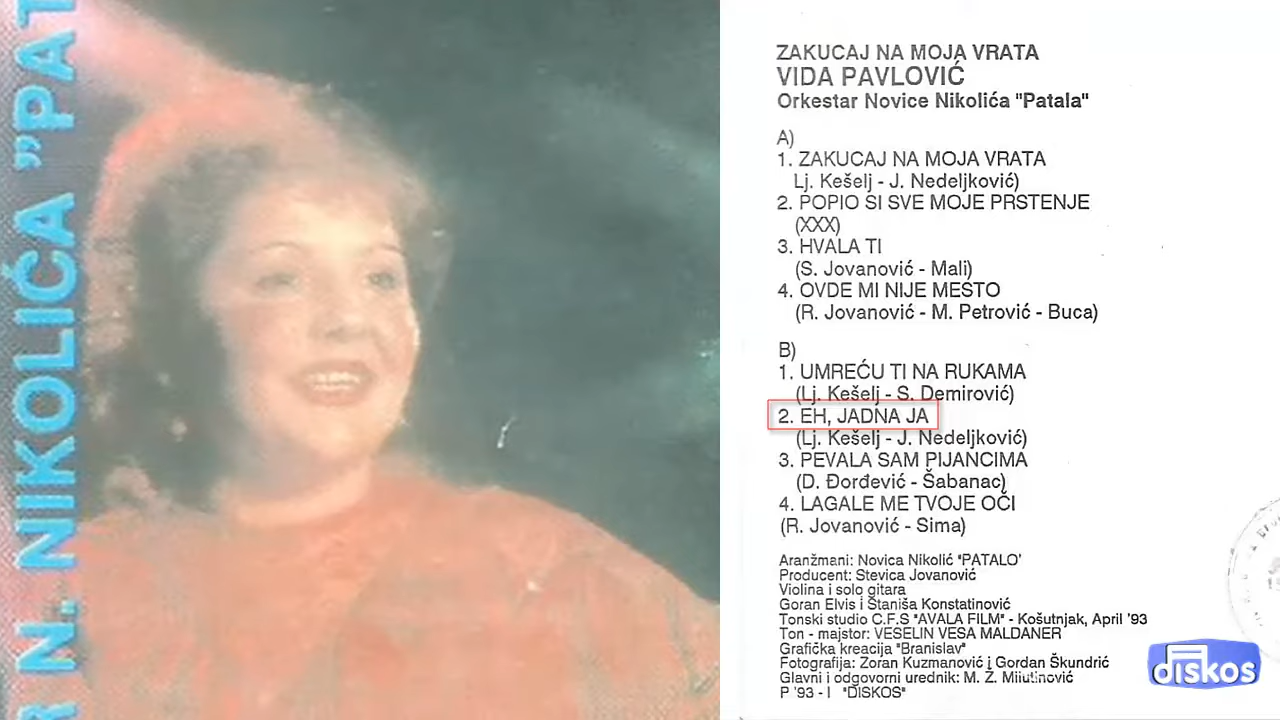 R N. NIKOLIĆA "PAT
ZAKUCAJ NA MOJA VRATA
VIDA PAVLOVIĆ
Orkestar Novice Nikolića "Patala"
A)
1. ZAKUCAJ NA MOJA VRATA
Lj. Kešelj - J. Nedeljković)
2. POPIO SI SVE MOJE PRSTENJE
(XXX)
3. HVALA TI
(S. Jovanović - Mali)
4. OVDE MI NIJE MESTO
(R. Jovanović - M. Petrović - Buca)
B)
1. UMREĆU TI NA RUKAMA
(Lj. Kešelj - S. Demirović)
2. EH, JADNA JA
(Lj. Kešelj - J. Nedeljković)
3. PEVALA SAM PIJANCIMA
(D. Đorđević - Šabanac)
4. LAGALE ME TVOJE OČI
(R. Jovanović - Sima)
Aranžmani: Novica Nikolić "PATALO'
Producent: Stevica Jovanović
Violina i solo gitara
Goran Elvis i Staniša Konstatinović
Tonski studio C.F.S "AVALA FILM" - Košutnjak, April '93
Ton - majstor: VESELIN VESA MALDANER
Grafička kreacija "Branislav"
Fotografija: Zoran Kuzmanović i Gordan Škundrić
Glavni i odgovorni urednik: M. Ž. Milutinović
P '93 - I "DISKOS"
diskos